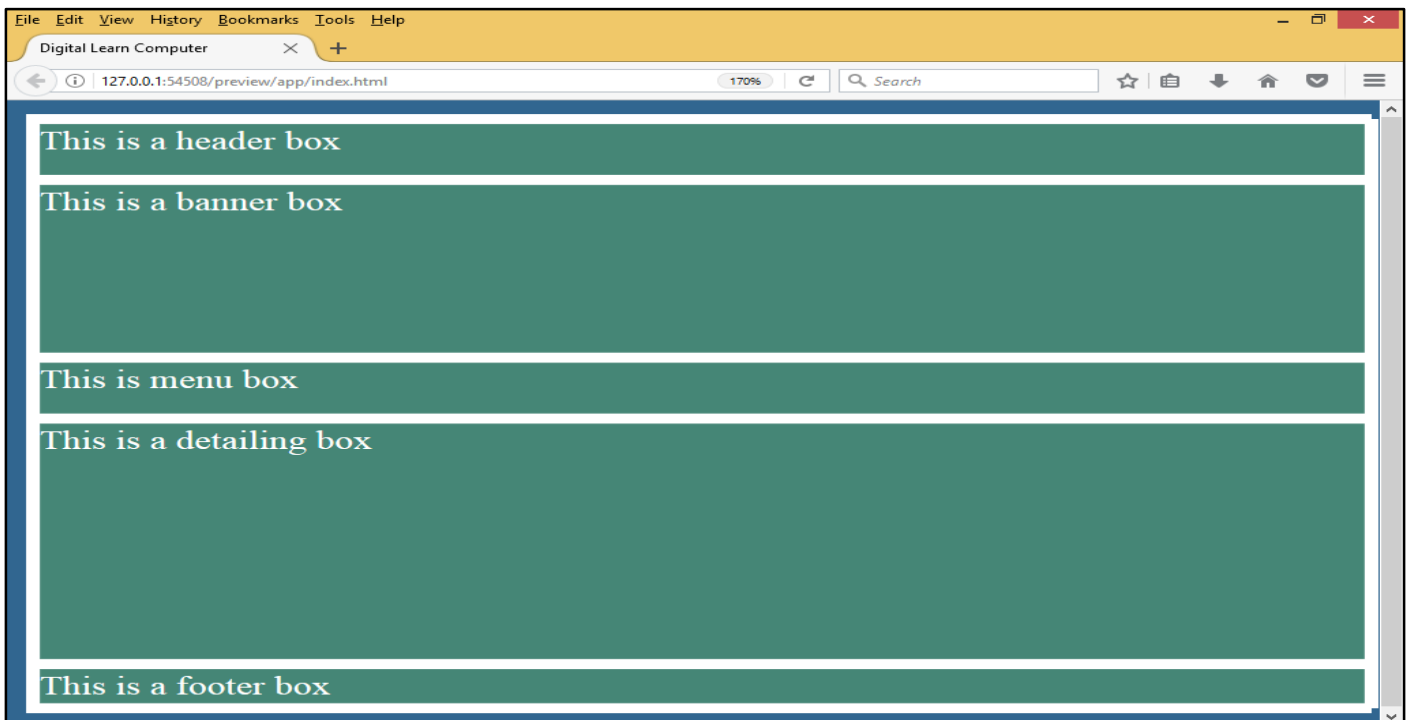 File Edit View History Bookmarks Tools Help
Digital Learn Computer
127.0.0.1:54508/preview/app/index.html 170% Search
This is a header box
This is a banner box
This is menu box
This is a detailing box
This is a footer box